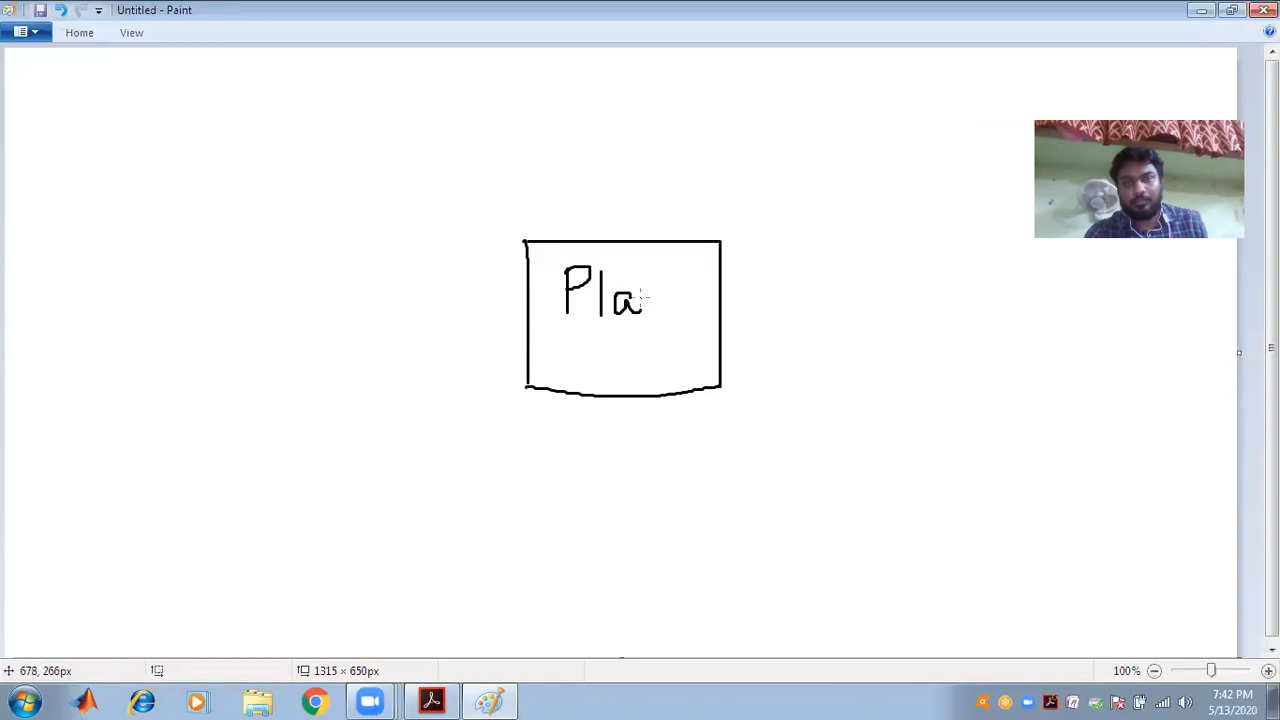 Untitled - Paint
Home View
Pla
678, 266px
1315 × 650px
100%
7:42 PM
5/13/2020